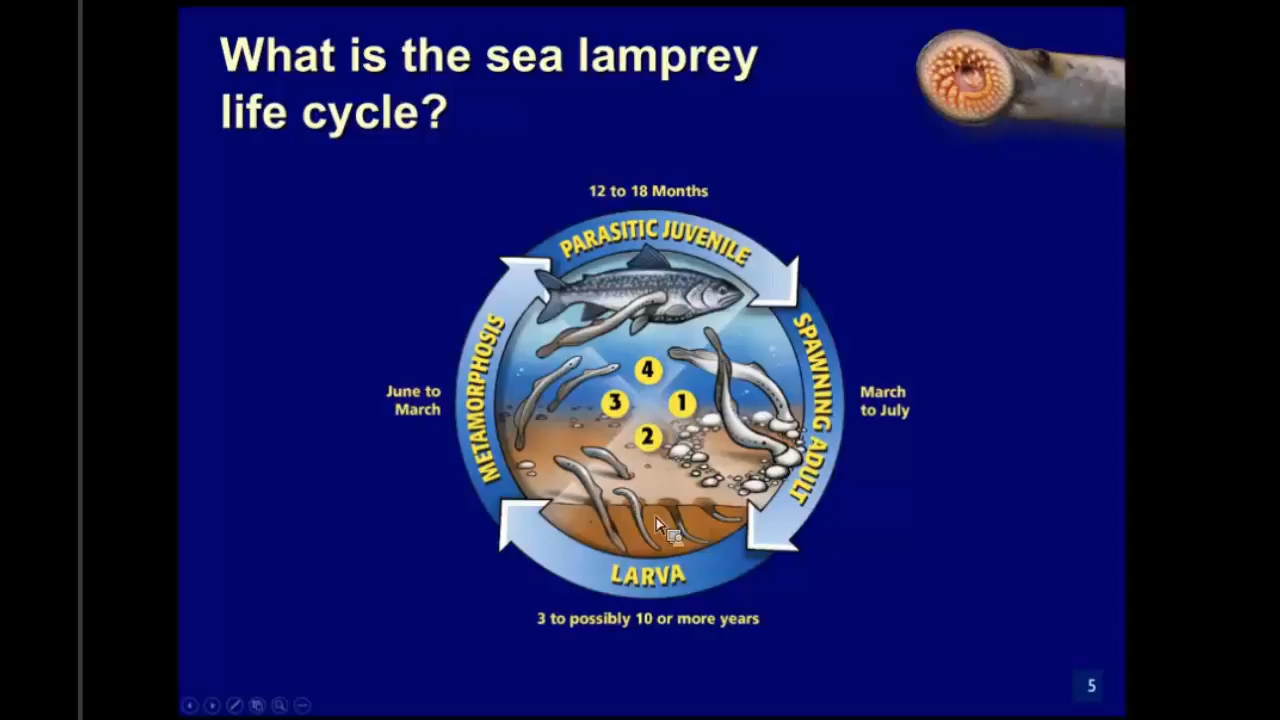 What is the sea lamprey
life cycle?
12 to 18 Months
PARASITIC JUVENILE
METAMORPHOSIS
SPAWNING ADULT
4
3
1
2
June to
March
March
to July
LARVA
3 to possibly 10 or more years
5